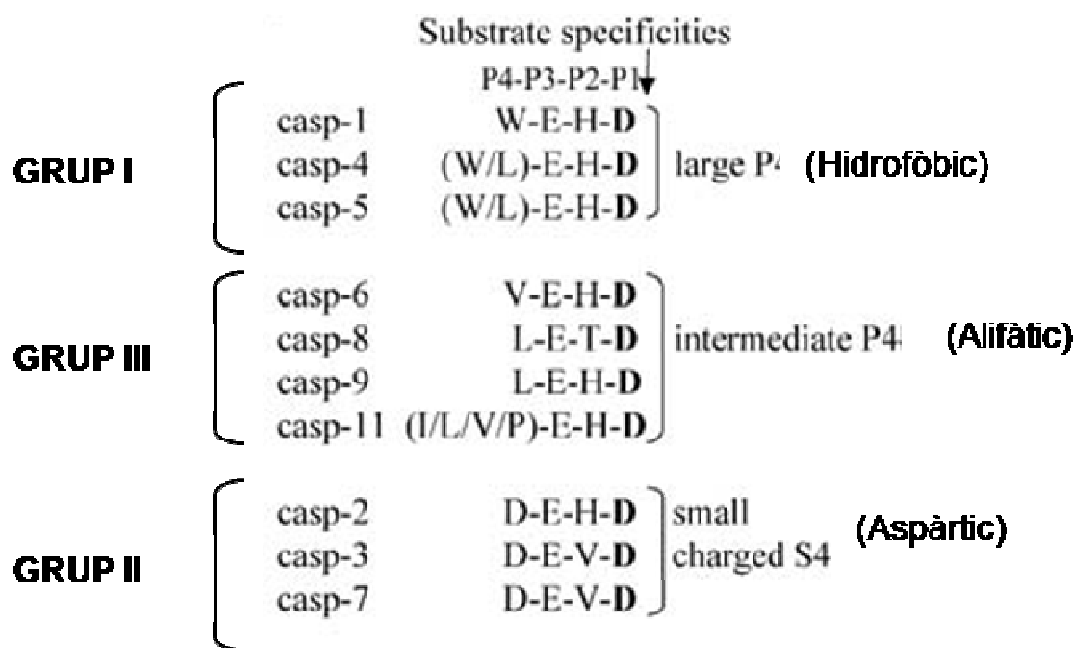 Substrate specificities
P4-P3-P2-P1
GRUP I
casp-1 W-E-H-D
casp-4 (W/L)-E-H-D
casp-5 (W/L)-E-H-D
large P4 (Hidrofòbic)
GRUP III
casp-6 V-E-H-D
casp-8 L-E-T-D
casp-9 L-E-H-D
casp-11 (I/L/V/P)-E-H-D
intermediate P4 (Alifàtic)
GRUP II
casp-2 D-E-H-D
casp-3 D-E-V-D
casp-7 D-E-V-D
small
charged S4
(Aspàrtic)